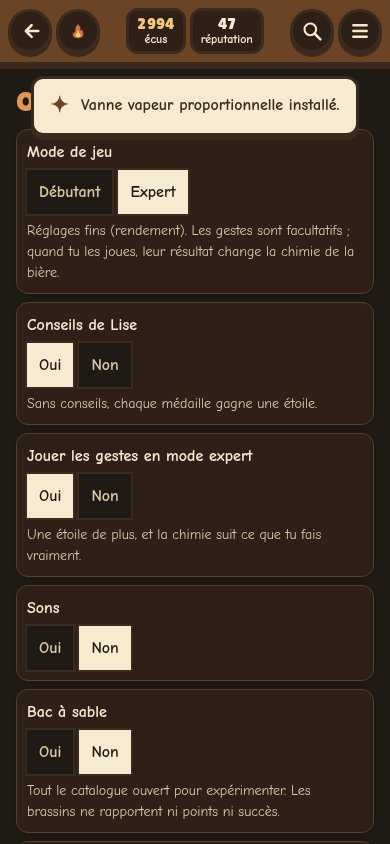 2 994
écus
47
réputation
Vanne vapeur proportionnelle installé.
Mode de jeu
Débutant
Expert
Réglages fins (rendement). Les gestes sont facultatifs ;
quand tu les joues, leur résultat change la chimie de la
bière.
Conseils de Lise
Oui
Non
Sans conseils, chaque médaille gagne une étoile.
Jouer les gestes en mode expert
Oui
Non
Une étoile de plus, et la chimie suit ce que tu fais
vraiment.
Sons
Oui
Non
Bac à sable
Oui
Non
Tout le catalogue ouvert pour expérimenter. Les
brassins ne rapportent ni points ni succès.